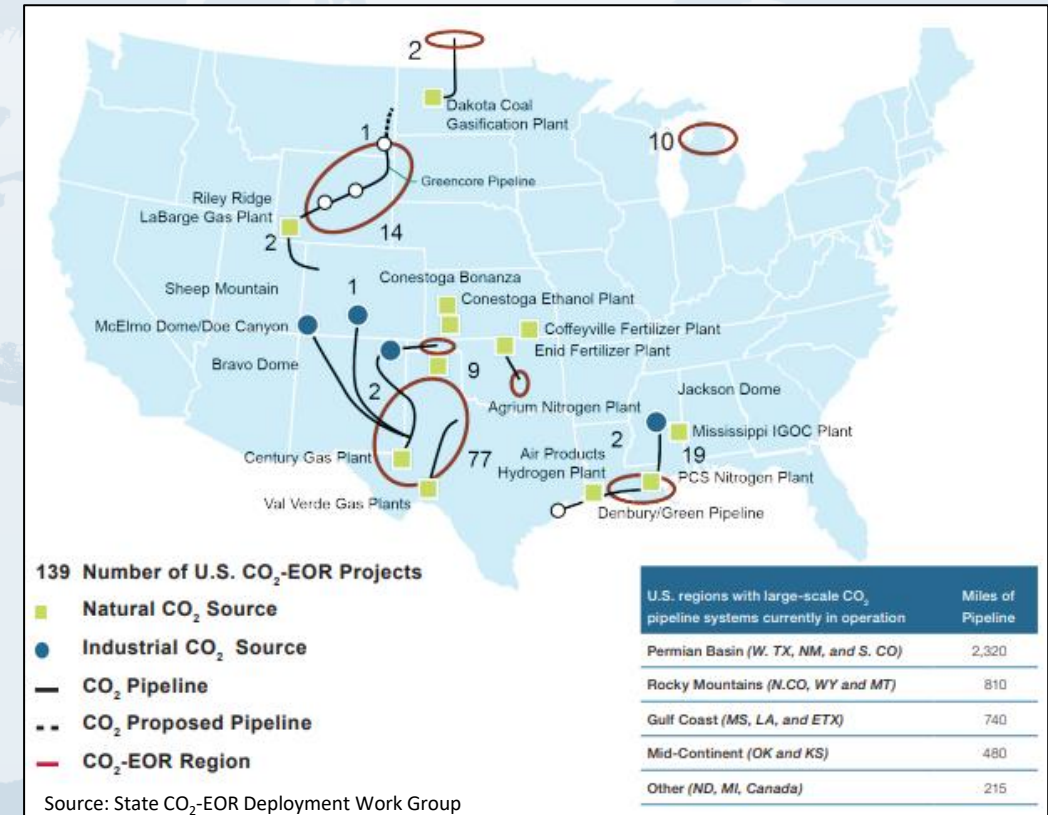 2
Dakota Coal
Gasification Plant
1
10
Greencore Pipeline
Riley Ridge
LaBarge Gas Plant
14
2
Conestoga Bonanza
Sheep Mountain
1
Conestoga Ethanol Plant
McElmo Dome/Doe Canyon
Coffeyville Fertilizer Plant
Enid Fertilizer Plant
Bravo Dome
9
2
Jackson Dome
Agrium Nitrogen Plant
Mississippi IGOC Plant
2
19
Century Gas Plant
77
Air Products
Hydrogen Plant
PCS Nitrogen Plant
Val Verde Gas Plants
Denbury/Green Pipeline
139 Number of U.S. CO₂-EOR Projects
Natural CO₂ Source
Industrial CO₂ Source
CO₂ Pipeline
CO₂ Proposed Pipeline
CO₂-EOR Region
Source: State CO₂-EOR Deployment Work Group
U.S. regions with large-scale CO₂ Miles of
pipeline systems currently in operation Pipeline
Permian Basin (W. TX, NM, and S. CO) 2,320
Rocky Mountains (N.CO, WY and MT) 810
Gulf Coast (MS, LA, and ETX) 740
Mid-Continent (OK and KS) 480
Other (ND, MI, Canada) 215